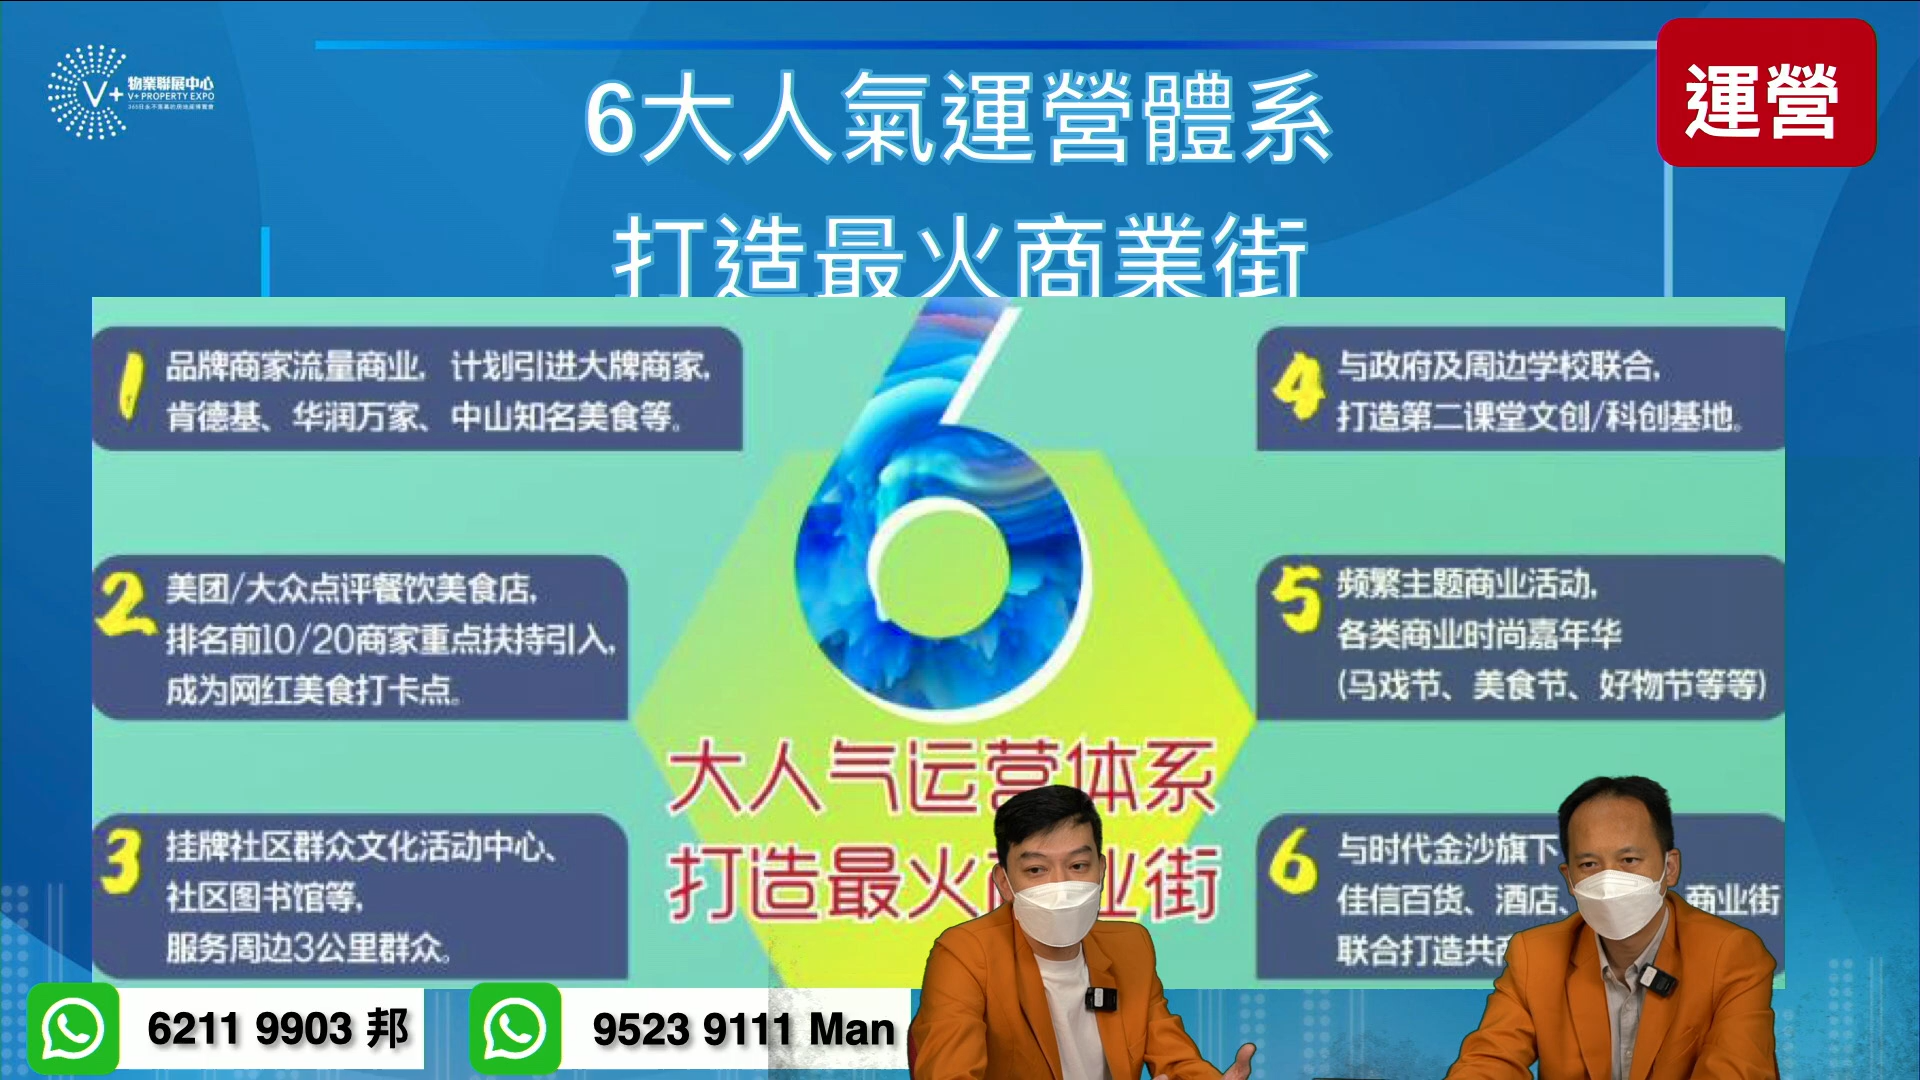 物業聯展中心
V+ PROPERTY EXPO
運營
6大人氣運營體系
打造最火商業街
1
品牌商家流量商业, 计划引进大牌商家,
肯德基、华润万家、中山知名美食等。
2
美团/大众点评餐饮美食店,
排名前10/20商家重点扶持引入,
成为网红美食打卡点。
3
挂牌社区群众文化活动中心、
社区图书馆等,
服务周边3公里群众。
6
大人气运营体系
打造最火商业街
4
与政府及周边学校联合,
打造第二课堂文创/科创基地。
5
频繁主题商业活动,
各类商业时尚嘉年华
(马戏节、美食节、好物节等等)
6
与时代金沙旗下
佳信百货、酒店、 商业街
联合打造共
6211 9903 邦
9523 9111 Man